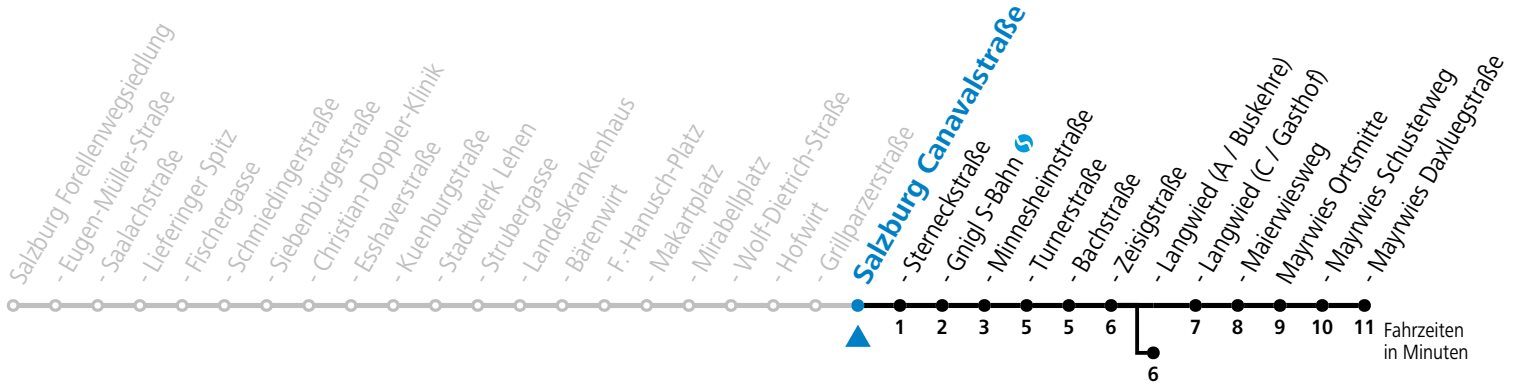 Salzburg Forellenwegsiedlung
- Eugen-Müller-Straße
- Saalachstraße
- Lieferinger Spitz
- Fischergasse
- Schmiedingerstraße
- Siebenbürgerstraße
- Christian-Doppler-Klinik
- Esshaverstraße
- Kuenburgstraße
- Stadtwerk Lehen
- Strubergasse
- Landeskrankenhaus
- Bärenwirt
- F.-Hanusch-Platz
- Makartplatz
- Mirabellplatz
- Wolf-Dietrich-Straße
- Hofwirt
- Grillparzerstraße
Salzburg Canavalstraße
- Sterneckstraße
- Gnigl S-Bahn
- Minnesheimstraße
- Turnerstraße
- Bachstraße
- Zeisigstraße
- Langwied (A / Buskehre)
- Langwied (C / Gasthof)
- Maierwiesweg
Mayrwies Ortsmitte
- Mayrwies Schusterweg
- Mayrwies Daxluegstraße
1 2 3 5 5 6 7 8 9 10 11
Fahrzeiten
in Minuten
6